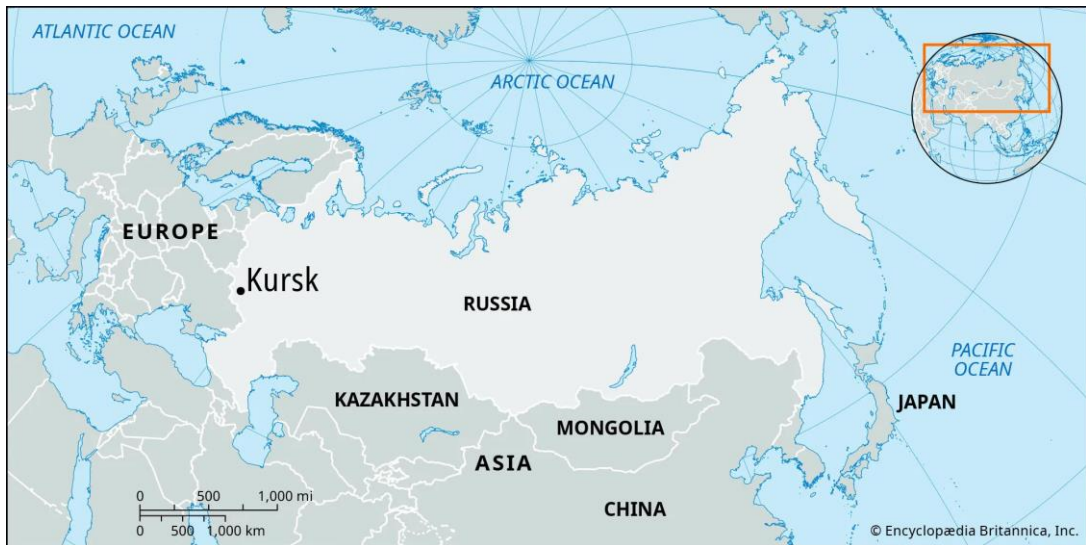 ATLANTIC OCEAN
ARCTIC OCEAN
EUROPE
Kursk
RUSSIA
PACIFIC
OCEAN
KAZAKHSTAN
JAPAN
MONGOLIA
ASIA
0 500 1,000 mi
0 500 1,000 km
CHINA
© Encyclopædia Britannica, Inc.